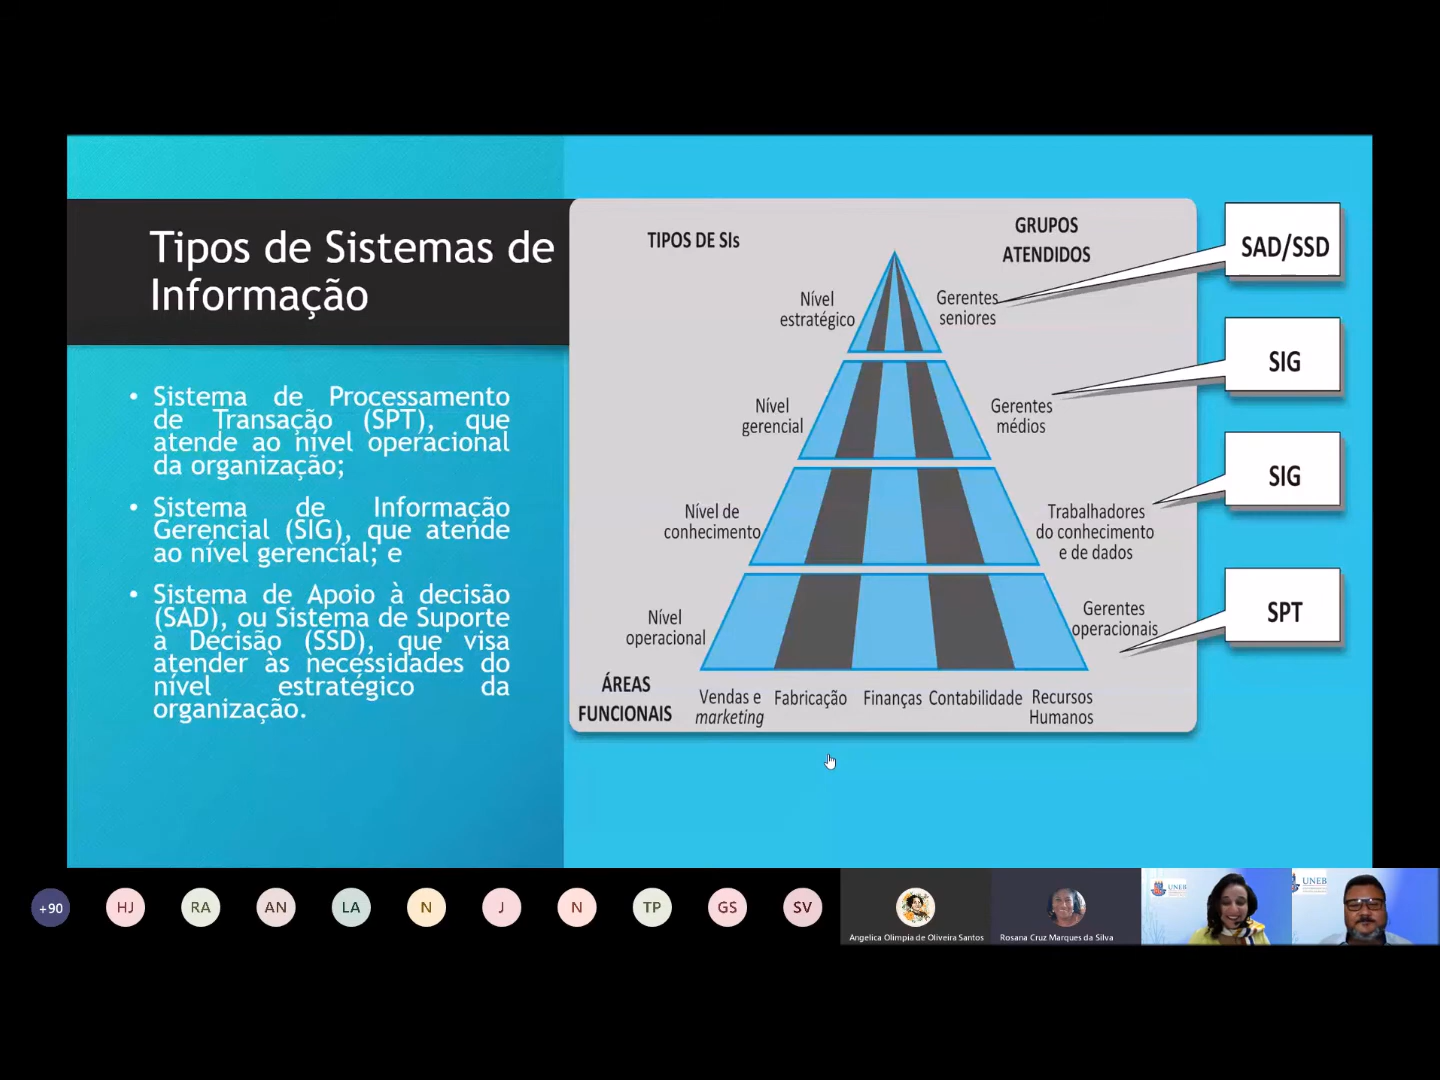 Tipos de Sistemas de
Informação
• Sistema de Processamento
de Transação (SPT), que
atende ao nível operacional
da organização;
• Sistema de Informação
Gerencial (SIG), que atende
ao nível gerencial; e
• Sistema de Apoio à decisão
(SAD), ou Sistema de Suporte
a Decisão (SSD), que visa
atender às necessidades do
nível estratégico da
organização.
TIPOS DE SIs
GRUPOS
ATENDIDOS
Nível
estratégico
Gerentes
seniores
SAD/SSD
Nível
gerencial
Gerentes
médios
SIG
Nível de
conhecimento
Trabalhadores
do conhecimento
e de dados
SIG
Nível
operacional
Gerentes
operacionais
SPT
ÁREAS
FUNCIONAIS
Vendas e
marketing
Fabricação
Finanças
Contabilidade
Recursos
Humanos
+90
HJ
RA
AN
LA
N
J
N
TP
GS
SV
Angelica Olimpia de Oliveira Santos
Rosana Cruz Marques da Silva
UNEB
UNEB